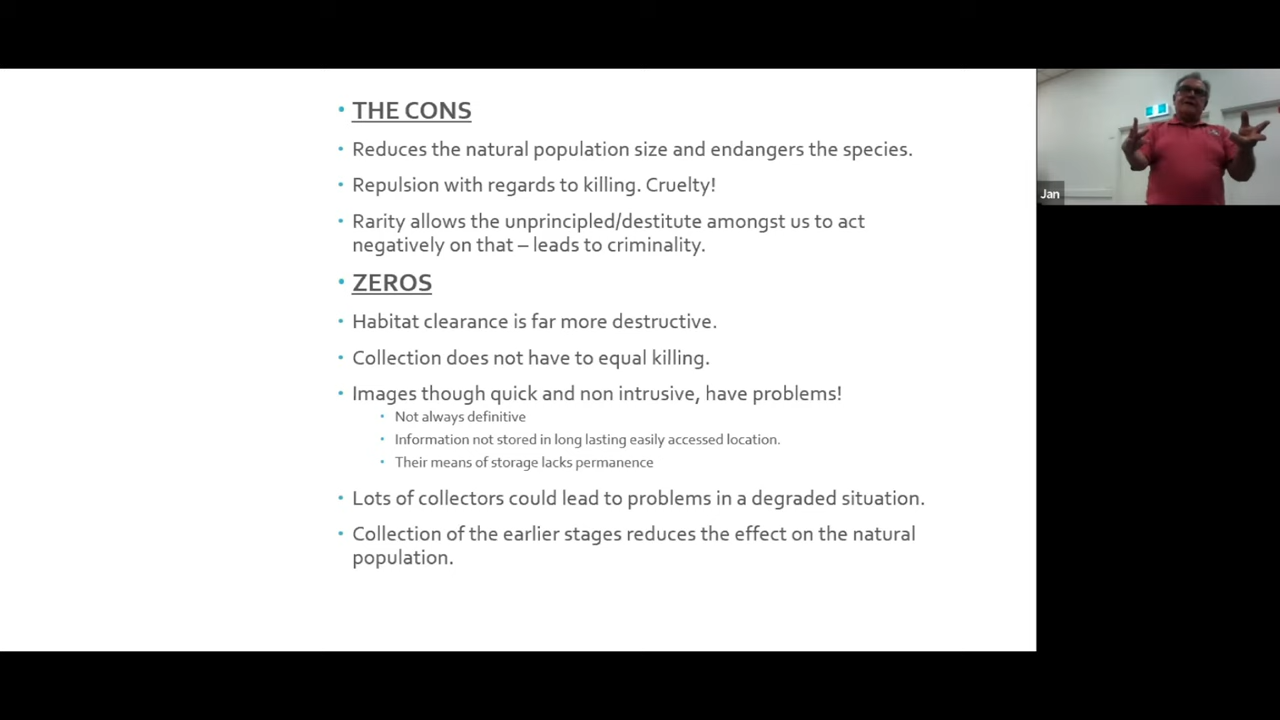 THE CONS
Reduces the natural population size and endangers the species.
Repulsion with regards to killing. Cruelty!
Rarity allows the unprincipled/destitute amongst us to act
negatively on that – leads to criminality.
ZEROS
Habitat clearance is far more destructive.
Collection does not have to equal killing.
Images though quick and non intrusive, have problems!
Not always definitive
Information not stored in long lasting easily accessed location.
Their means of storage lacks permanence
Lots of collectors could lead to problems in a degraded situation.
Collection of the earlier stages reduces the effect on the natural
population.
Jan